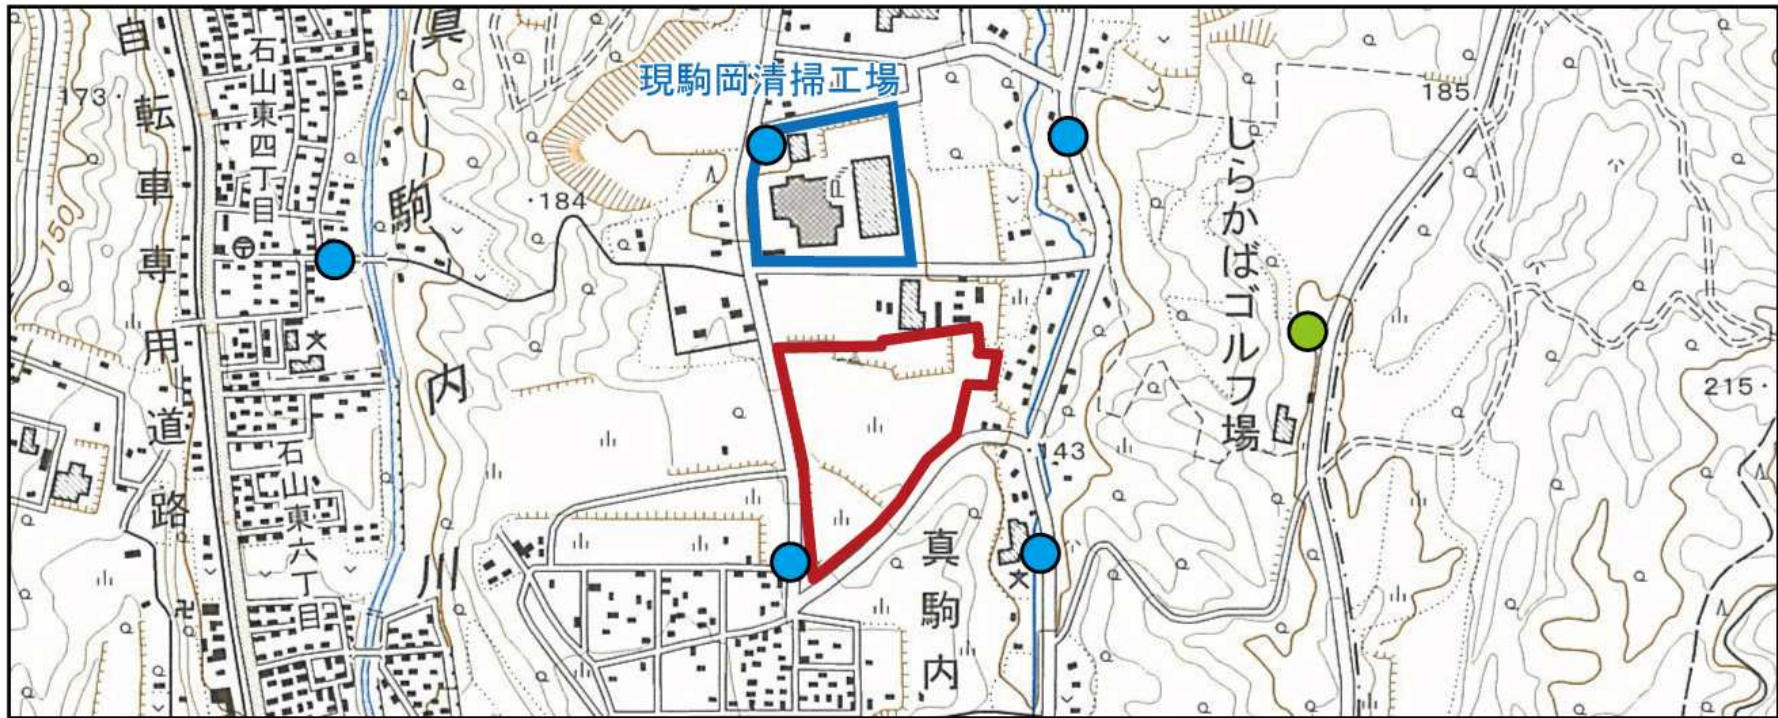 自転車専用道路
石山東四丁目
真駒内川
現駒岡清掃工場
173
150
184
185
しらかばゴルフ場
215
143
石山東六丁目
真駒内